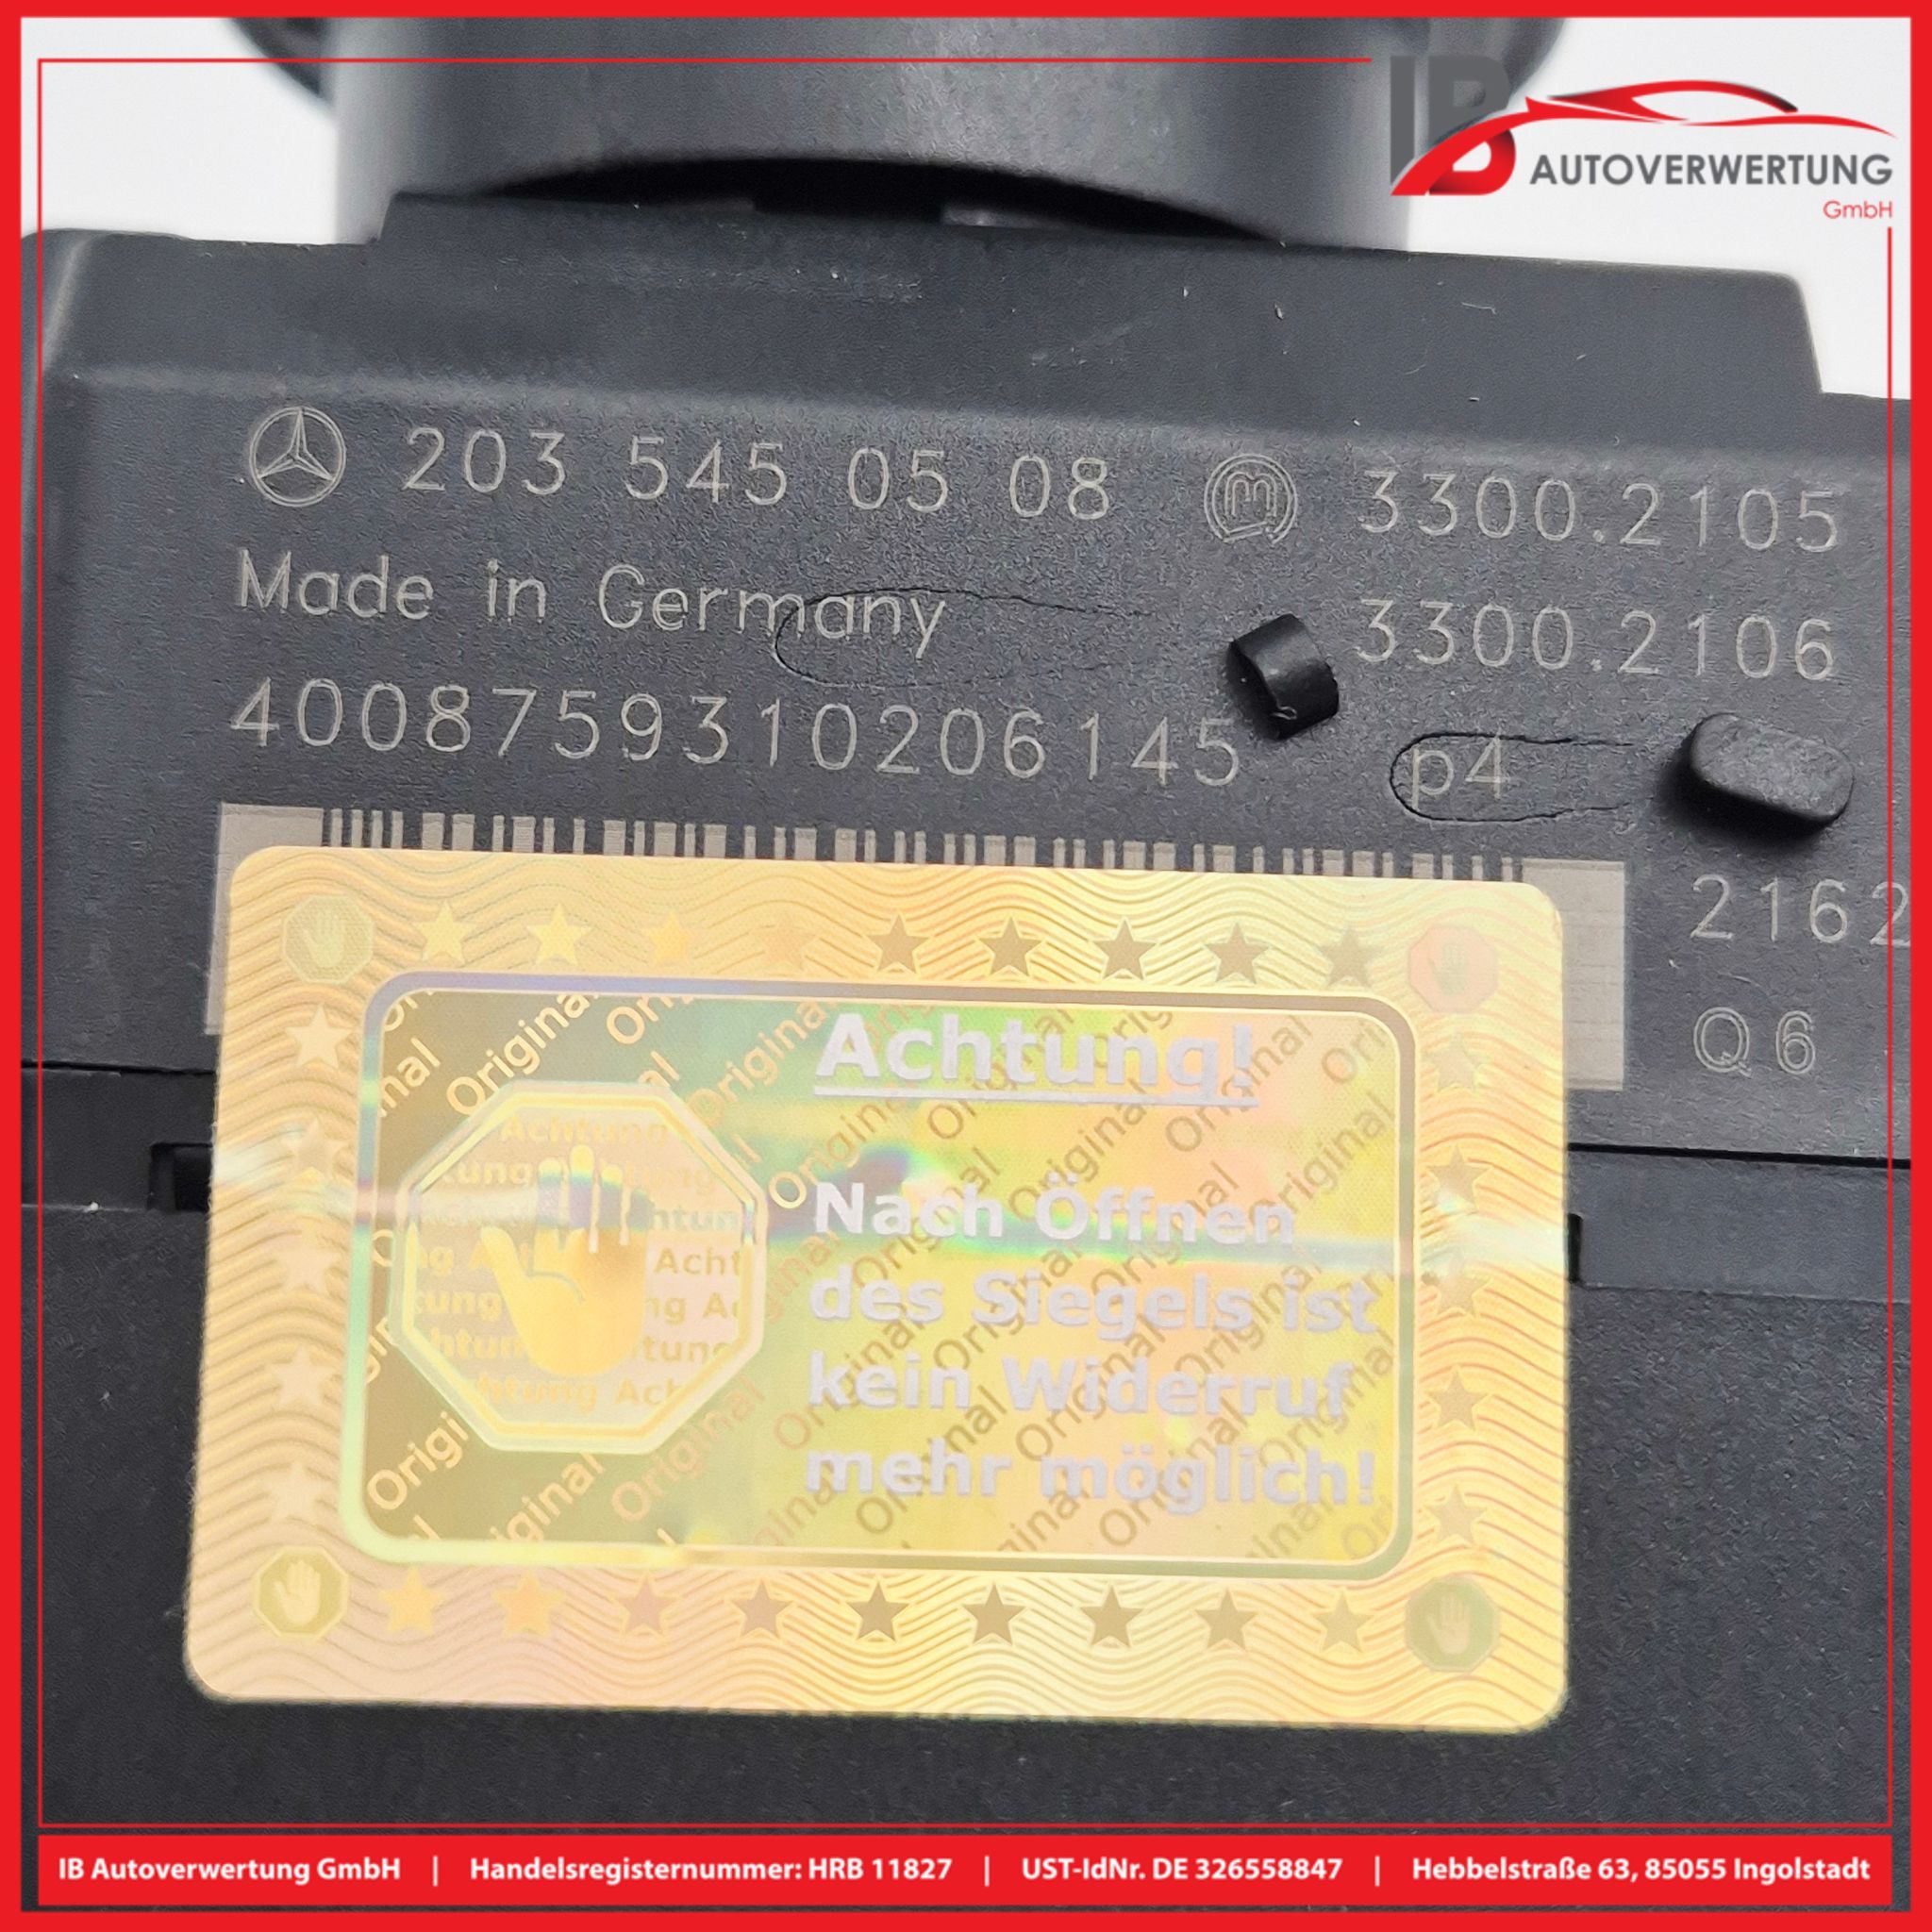 IB
AUTOVERWERTUNG
GmbH
203 545 05 08 3300.2105
Made in Germany 3300.2106
4008759310206145 p4
2162
Q6
Achtung!
Nach Öffnen
des Siegels ist
kein Widerruf
mehr möglich!
IB Autoverwertung GmbH | Handelsregisternummer: HRB 11827 | UST-IdNr. DE 326558847 | Hebbelstraße 63, 85055 Ingolstadt